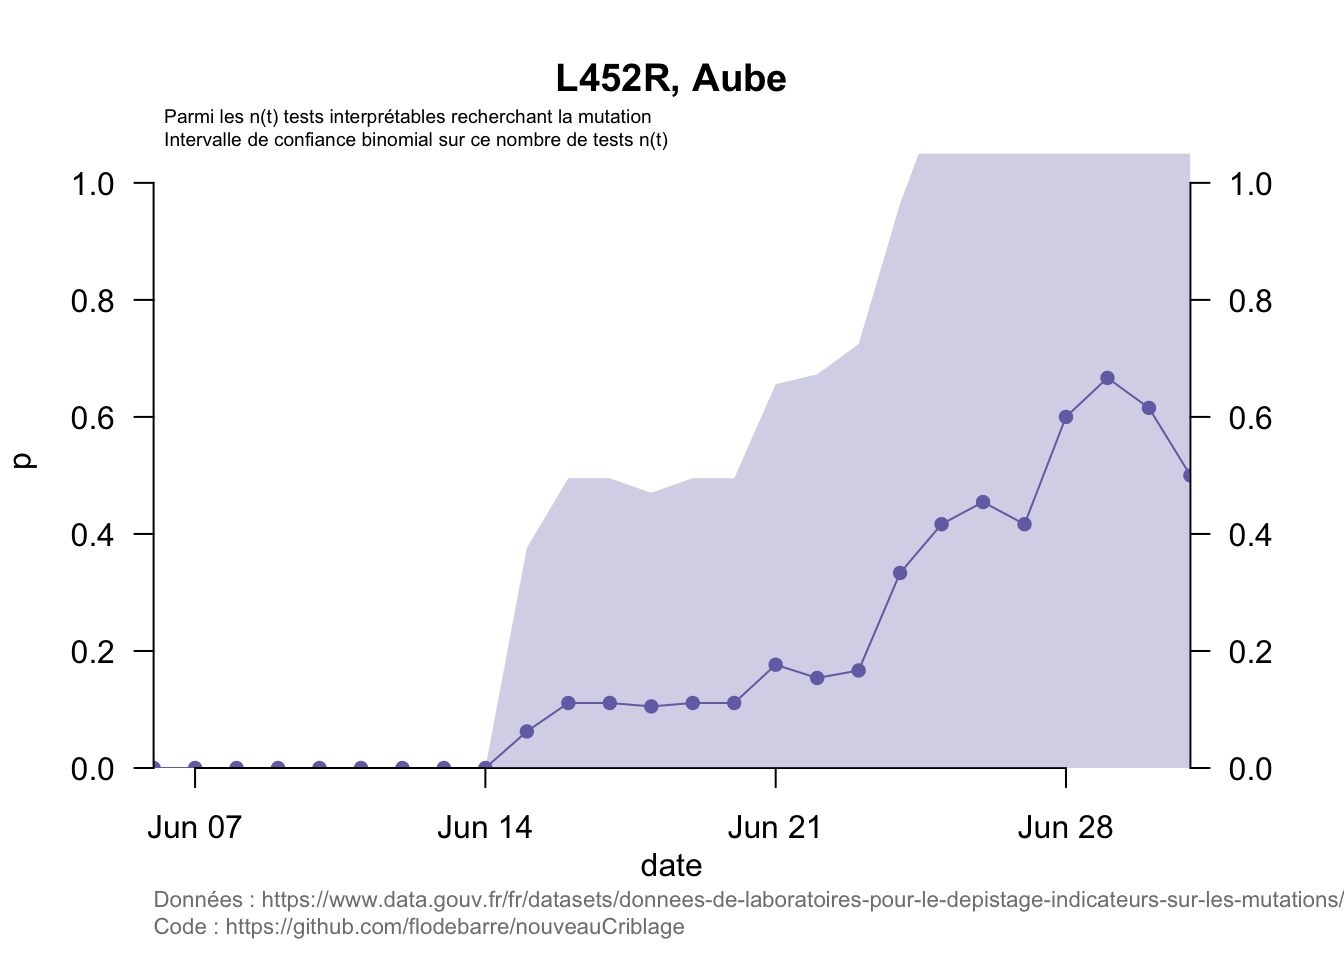 L452R, Aube
Parmi les n(t) tests interprétables recherchant la mutation
Intervalle de confiance binomial sur ce nombre de tests n(t)
1.0
0.8
0.6
0.4
0.2
0.0
p
1.0
0.8
0.6
0.4
0.2
0.0
Jun 07 Jun 14 Jun 21 Jun 28
date
Données : https://www.data.gouv.fr/fr/datasets/donnees-de-laboratoires-pour-le-depistage-indicateurs-sur-les-mutations/
Code : https://github.com/flodebarre/nouveauCriblage